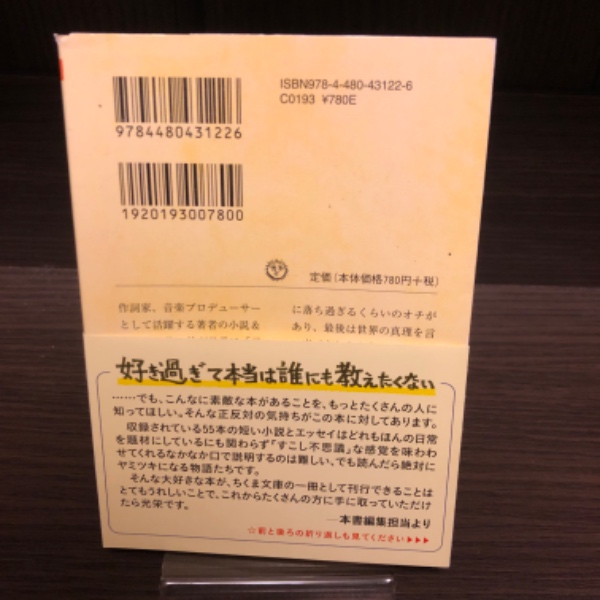 ISBN978-4-480-43122-6
C0193 ¥780E
9784480431226
1920193007800
定価(本体価格780円+税)
作詞家、音楽プロデューサー
として活躍する著者の小説&
に落ち過ぎるくらいのオチが
あり、最後は世界の真理を言
好き過ぎて本当は誰にも教えたくない
……でも、こんなに素敵な本があることを、もっとたくさんの人に
知ってほしい。そんな正反対の気持ちがこの本に対してあります。
収録されている55本の短い小説とエッセイはどれもほんの日常
を題材にしているにも関わらず「すこし不思議」な感覚を味わわ
せてくれるなかなか口で説明するのは難しい、でも読んだら絶対に
ヤミツキになる物語たちです。
そんな大好きな本が、ちくま文庫の一冊として刊行できることは
とてもうれしいことで、これからたくさんの方に手に取っていただけ
たら光栄です。
―本書編集担当より
☆前と後ろの折り返しも見てください▶▶▶